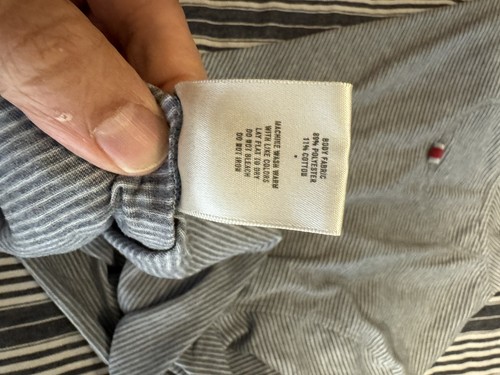 BODY FABRIC
89% POLYESTER
11% COTTON
•
MACHINE WASH WARM
WITH LIKE COLORS
LAY FLAT TO DRY
DO NOT BLEACH
DO NOT IRON